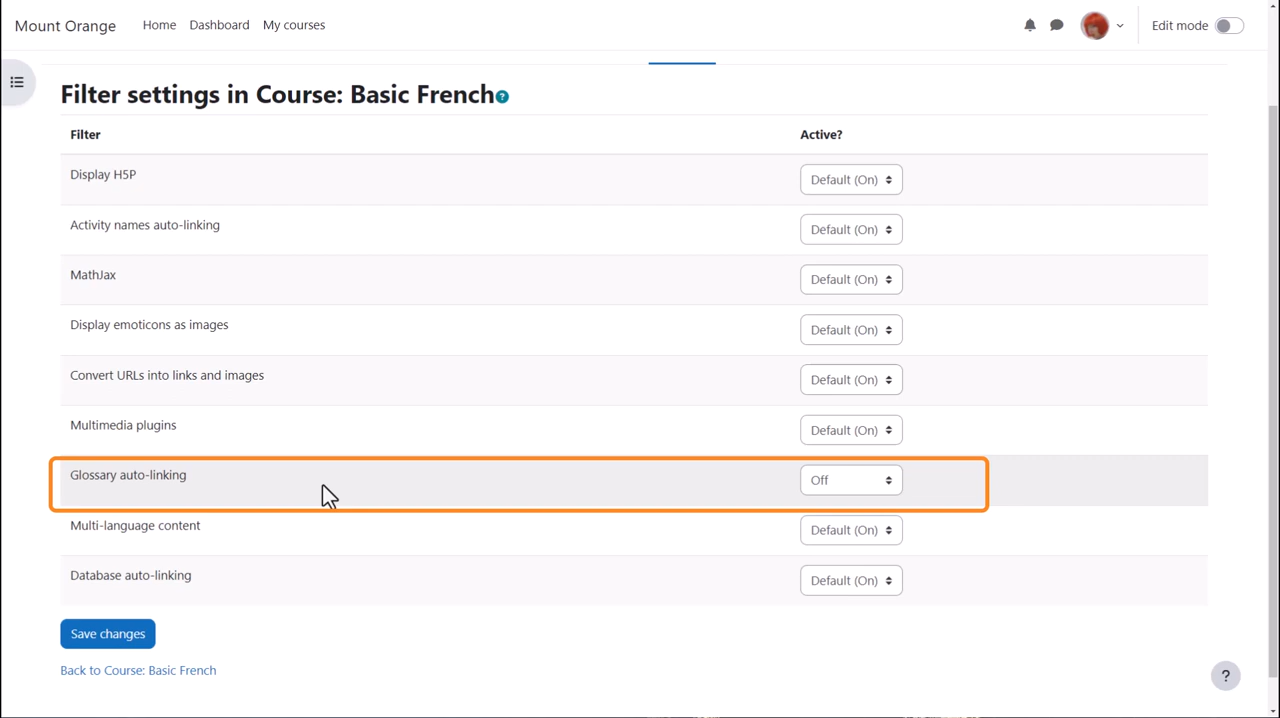 Mount Orange Home Dashboard My courses Edit mode
Filter settings in Course: Basic French ?
Filter Active?
Display H5P Default (On)
Activity names auto-linking Default (On)
MathJax Default (On)
Display emoticons as images Default (On)
Convert URLs into links and images Default (On)
Multimedia plugins Default (On)
Glossary auto-linking Off
Multi-language content Default (On)
Database auto-linking Default (On)
Save changes
Back to Course: Basic French
?